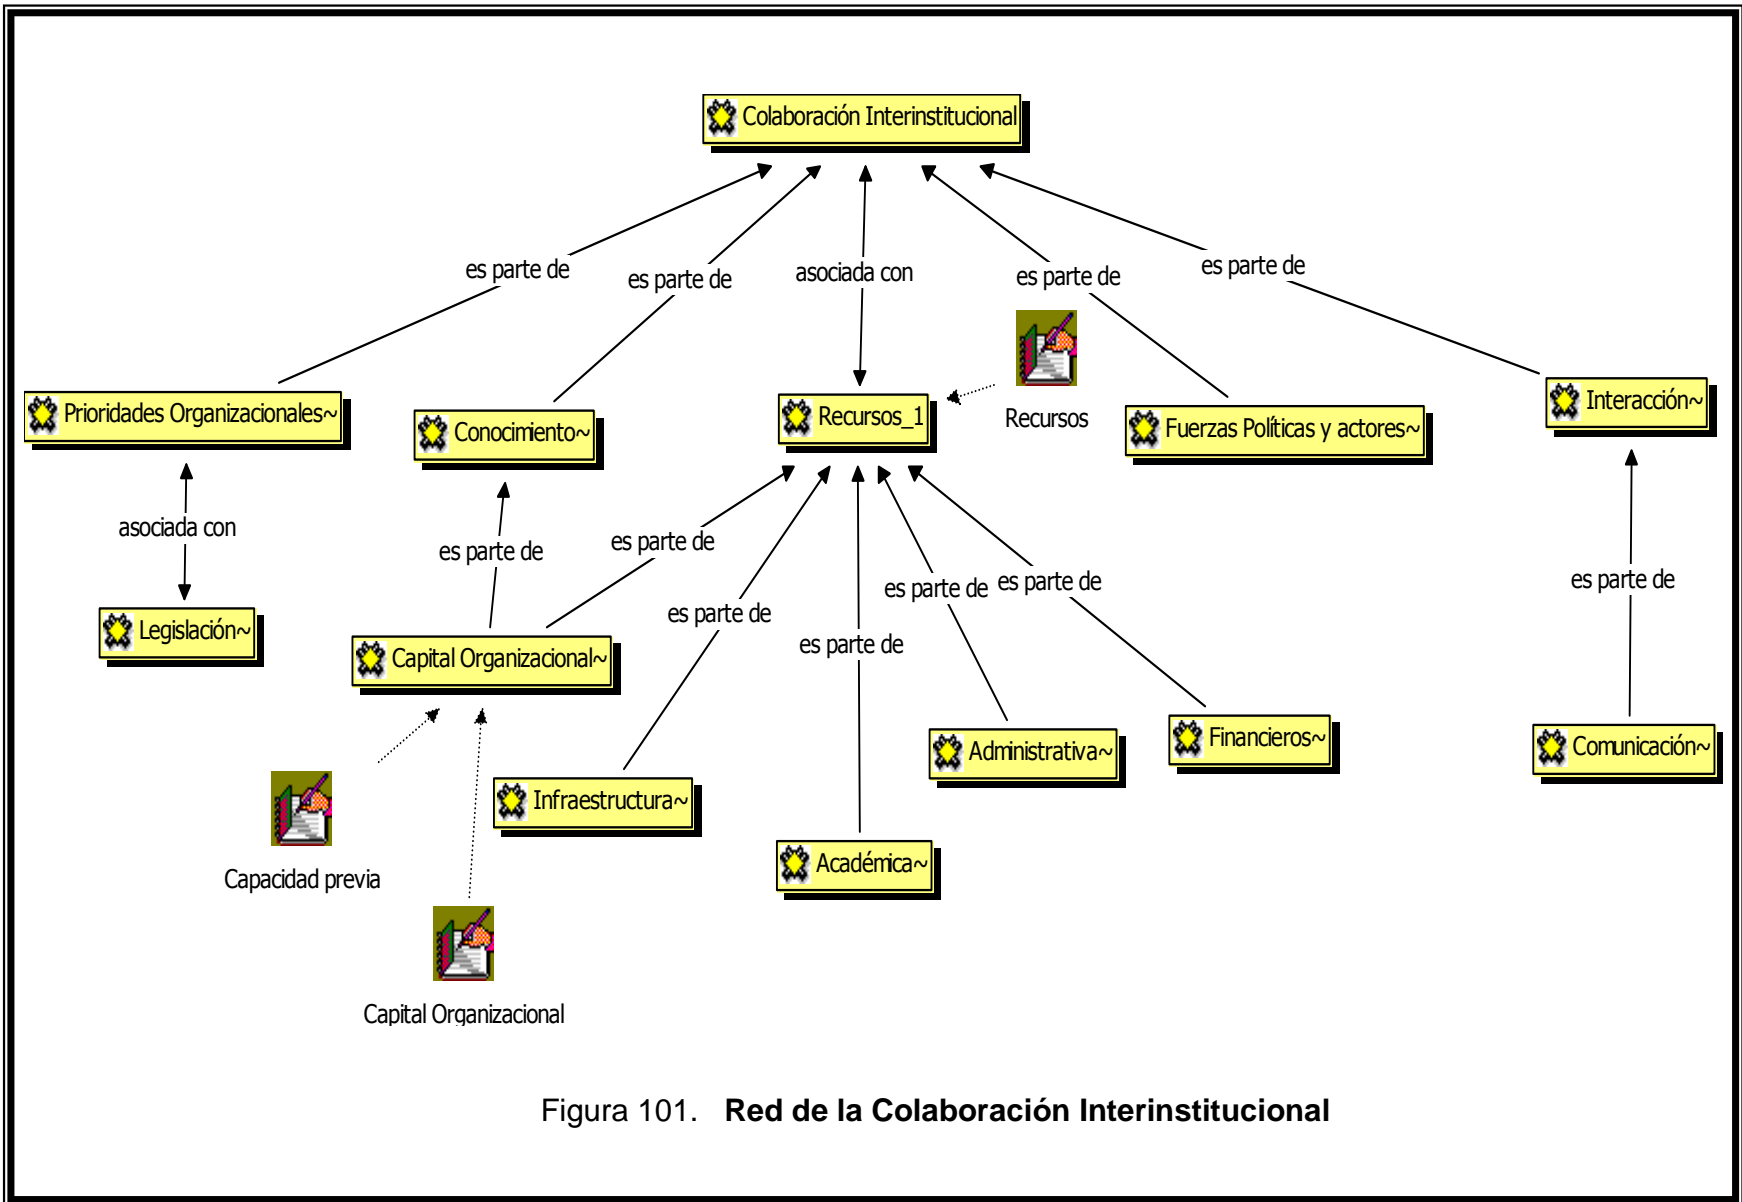 Colaboración Interinstitucional
es parte de
es parte de
asociada con
es parte de
es parte de
Prioridades Organizacionales~
Conocimiento~
Recursos_1
Recursos
Fuerzas Políticas y actores~
Interacción~
asociada con
es parte de
es parte de
es parte de
es parte de
es parte de
es parte de
es parte de
Legislación~
Capital Organizacional~
Infraestructura~
Académica~
Administrativa~
Financieros~
Comunicación~
Capacidad previa
Capital Organizacional
Figura 101. Red de la Colaboración Interinstitucional